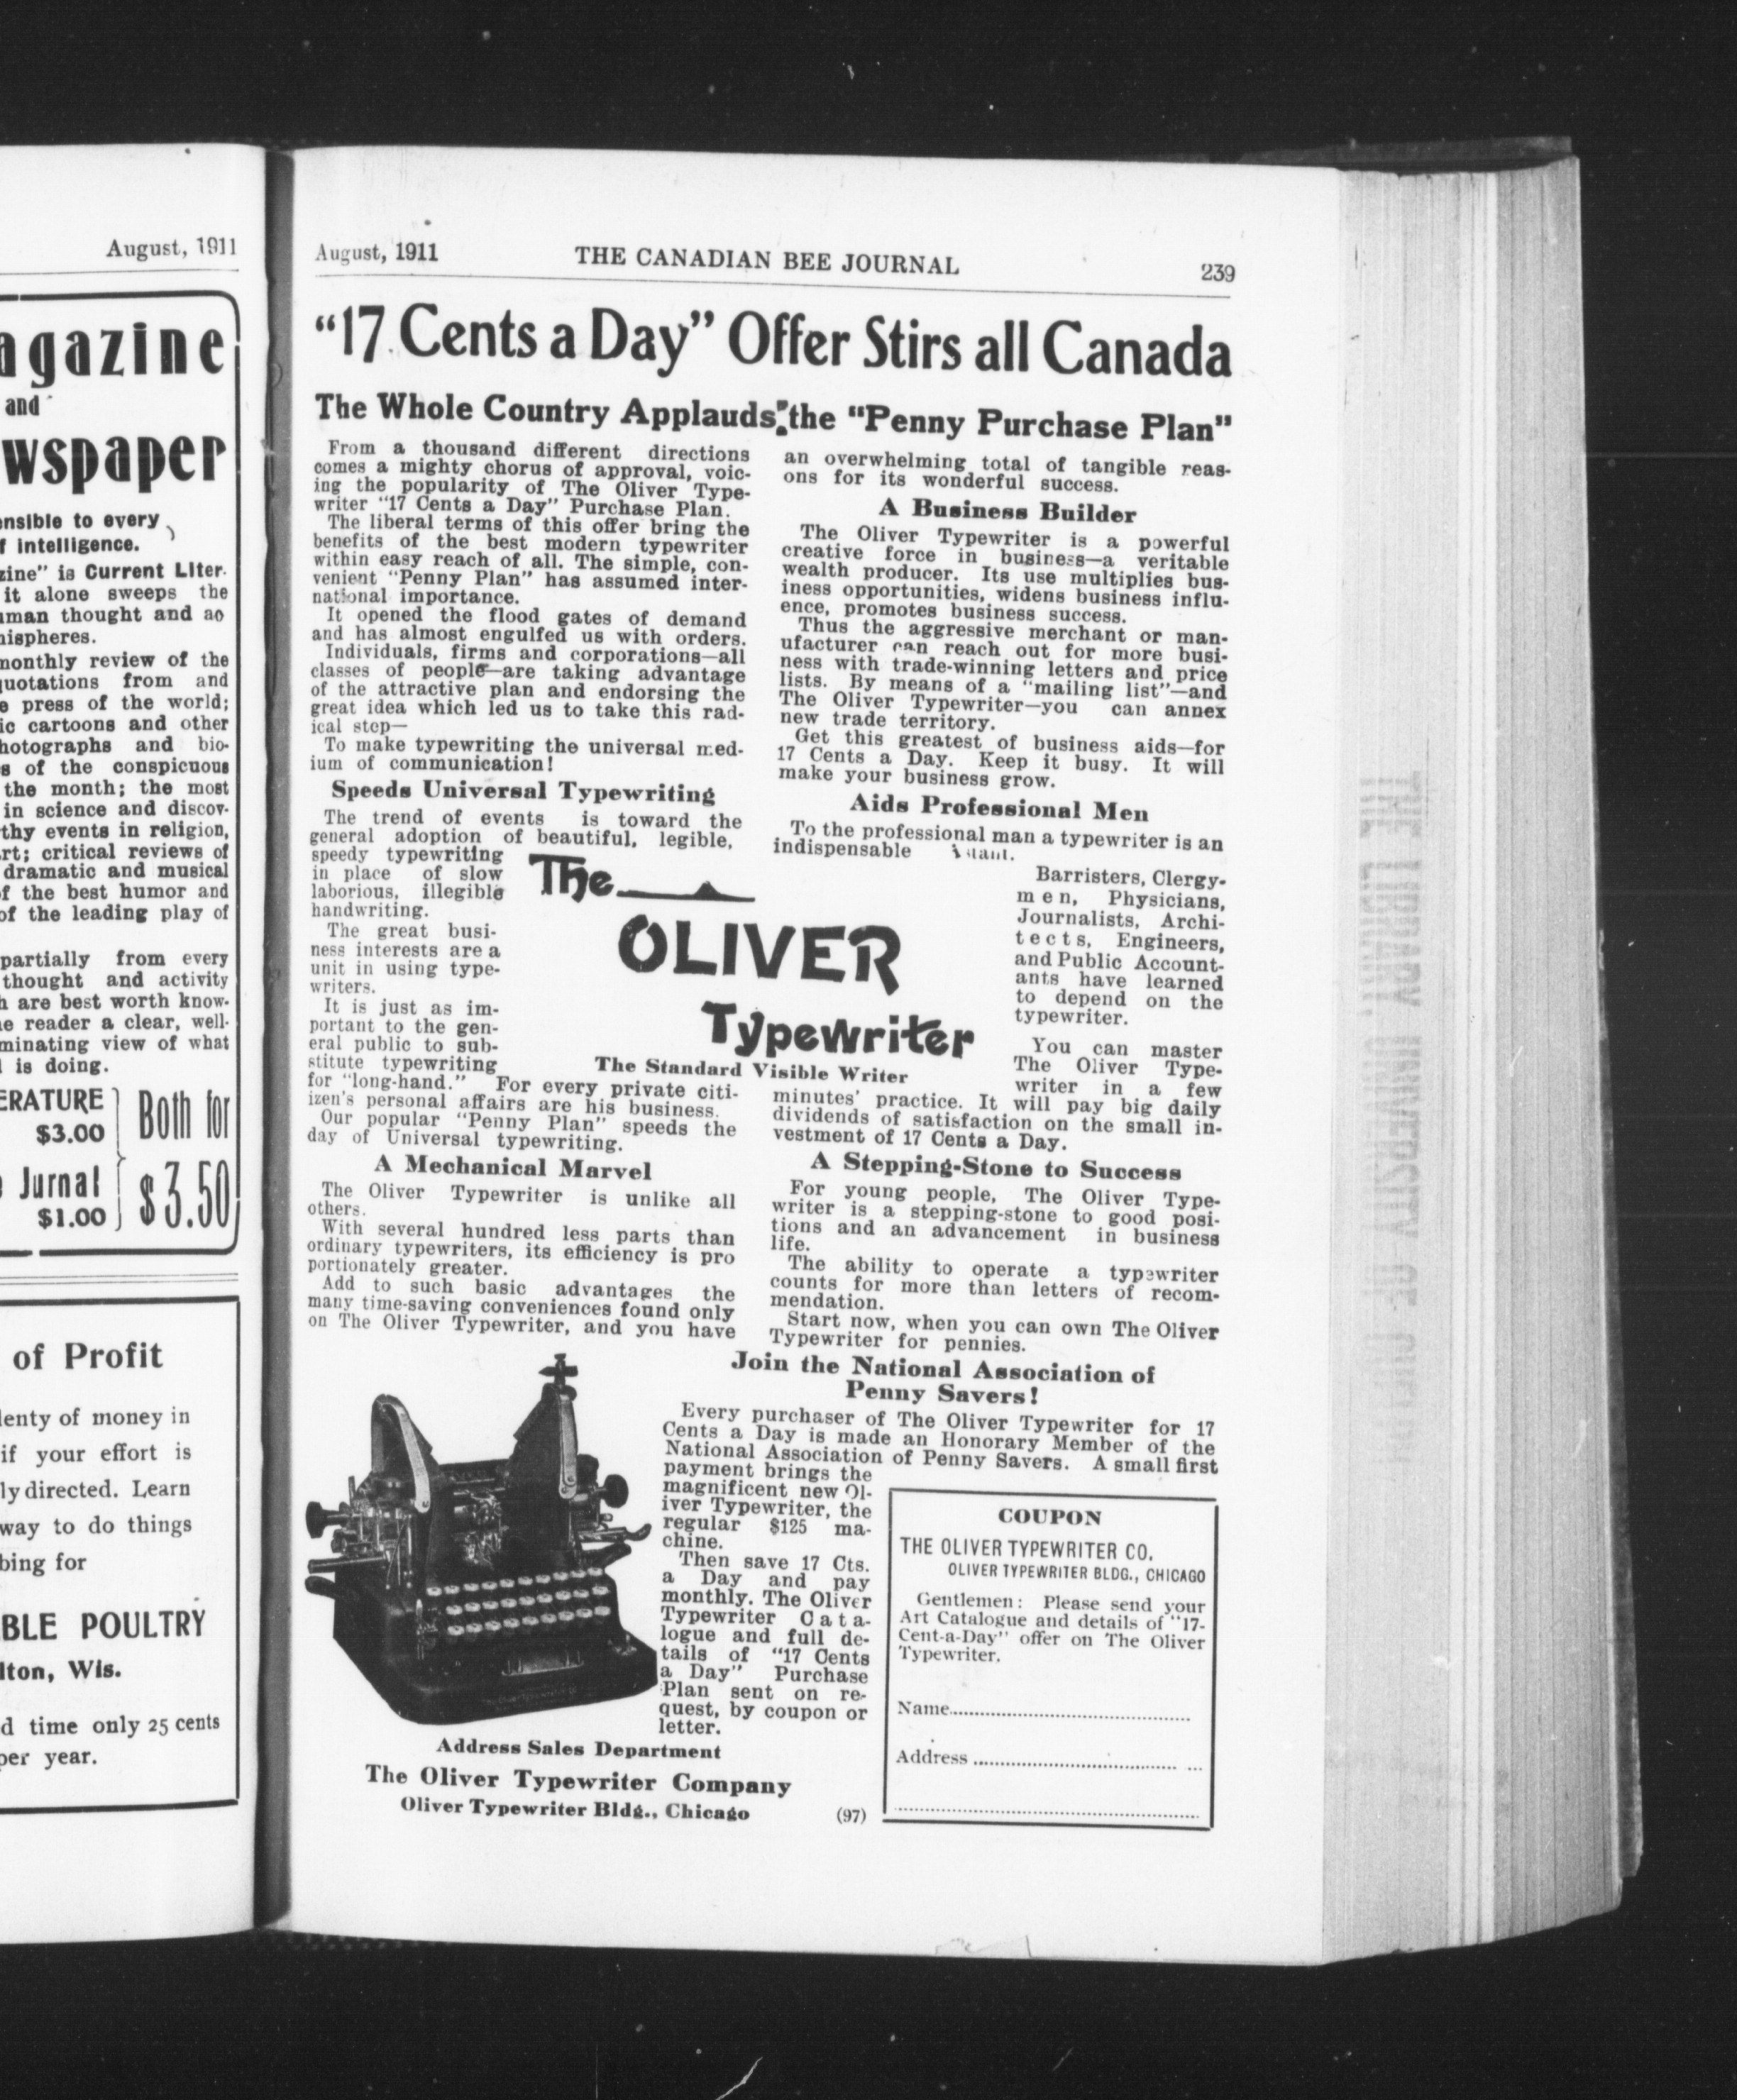 August, 1911
agazine
and
wspaper
ensible to every
f intelligence.
zine" is Current Liter-
it alone sweeps the
uman thought and ao
nispheres.
monthly review of the
quotations from and
e press of the world;
ic cartoons and other
hotographs and bio-
s of the conspicuous
the month; the most
in science and discov-
thy events in religion,
rt; critical reviews of
dramatic and musical
f the best humor and
of the leading play of
partially from every
thought and activity
h are best worth know-
he reader a clear, well-
minating view of what
is doing.
ERATURE
$3.00
Jurnal
$1.00
Both for
$3.50
of Profit
lenty of money in
if your effort is
ly directed. Learn
way to do things
bing for
BLE POULTRY
lton, Wis.
d time only 25 cents
per year.
August, 1911 THE CANADIAN BEE JOURNAL 239
"17 Cents a Day" Offer Stirs all Canada
The Whole Country Applauds the "Penny Purchase Plan"
From a thousand different directions
comes a mighty chorus of approval, voic-
ing the popularity of The Oliver Type-
writer "17 Cents a Day" Purchase Plan.
The liberal terms of this offer bring the
benefits of the best modern typewriter
within easy reach of all. The simple, con-
venient "Penny Plan" has assumed inter-
national importance.
It opened the flood gates of demand
and has almost engulfed us with orders.
Individuals, firms and corporations—all
classes of people—are taking advantage
of the attractive plan and endorsing the
great idea which led us to take this rad-
ical step—
To make typewriting the universal med-
ium of communication!
Speeds Universal Typewriting
The trend of events is toward the
general adoption of beautiful, legible,
speedy typewriting
in place of slow
laborious, illegible
handwriting.
The great busi-
ness interests are a
unit in using type-
writers.
It is just as im-
portant to the gen-
eral public to sub-
stitute typewriting
for "long-hand." For every private citi-
izen's personal affairs are his business.
Our popular "Penny Plan" speeds the
day of Universal typewriting.
A Mechanical Marvel
The Oliver Typewriter is unlike all
others.
With several hundred less parts than
ordinary typewriters, its efficiency is pro
portionately greater.
Add to such basic advantages the
many time-saving conveniences found only
on The Oliver Typewriter, and you have
an overwhelming total of tangible reas-
ons for its wonderful success.
A Business Builder
The Oliver Typewriter is a powerful
creative force in business—a veritable
wealth producer. Its use multiplies bus-
iness opportunities, widens business influ-
ence, promotes business success.
Thus the aggressive merchant or man-
ufacturer can reach out for more busi-
ness with trade-winning letters and price
lists. By means of a "mailing list"—and
The Oliver Typewriter—you can annex
new trade territory.
Get this greatest of business aids—for
17 Cents a Day. Keep it busy. It will
make your business grow.
Aids Professional Men
To the professional man a typewriter is an
indispensable
Barristers, Clergy-
men, Physicians,
Journalists, Archi-
tects, Engineers,
and Public Account-
ants have learned
to depend on the
typewriter.
You can master
The Oliver Type-
writer in a few
minutes' practice. It will pay big daily
dividends of satisfaction on the small in-
vestment of 17 Cents a Day.
The
OLIVER
Typewriter
The Standard Visible Writer
A Stepping-Stone to Success
For young people, The Oliver Type-
writer is a stepping-stone to good posi-
tions and an advancement in business
life.
The ability to operate a typewriter
counts for more than letters of recom-
mendation.
Start now, when you can own The Oliver
Typewriter for pennies.
Join the National Association of
Penny Savers!
Every purchaser of The Oliver Typewriter for 17
Cents a Day is made an Honorary Member of the
National Association of Penny Savers. A small first
payment brings the
magnificent new Ol-
iver Typewriter, the
regular $125 ma-
chine.
Then save 17 Cts.
a Day and pay
monthly. The Oliver
Typewriter Cata-
logue and full de-
tails of "17 Cents
a Day" Purchase
Plan sent on re-
quest, by coupon or
letter.
Address Sales Department
The Oliver Typewriter Company
Oliver Typewriter Bldg., Chicago (97)
COUPON
THE OLIVER TYPEWRITER CO.
OLIVER TYPEWRITER BLDG., CHICAGO
Gentlemen: Please send your
Art Catalogue and details of "17-
Cent-a-Day" offer on The Oliver
Typewriter.
Name
Address